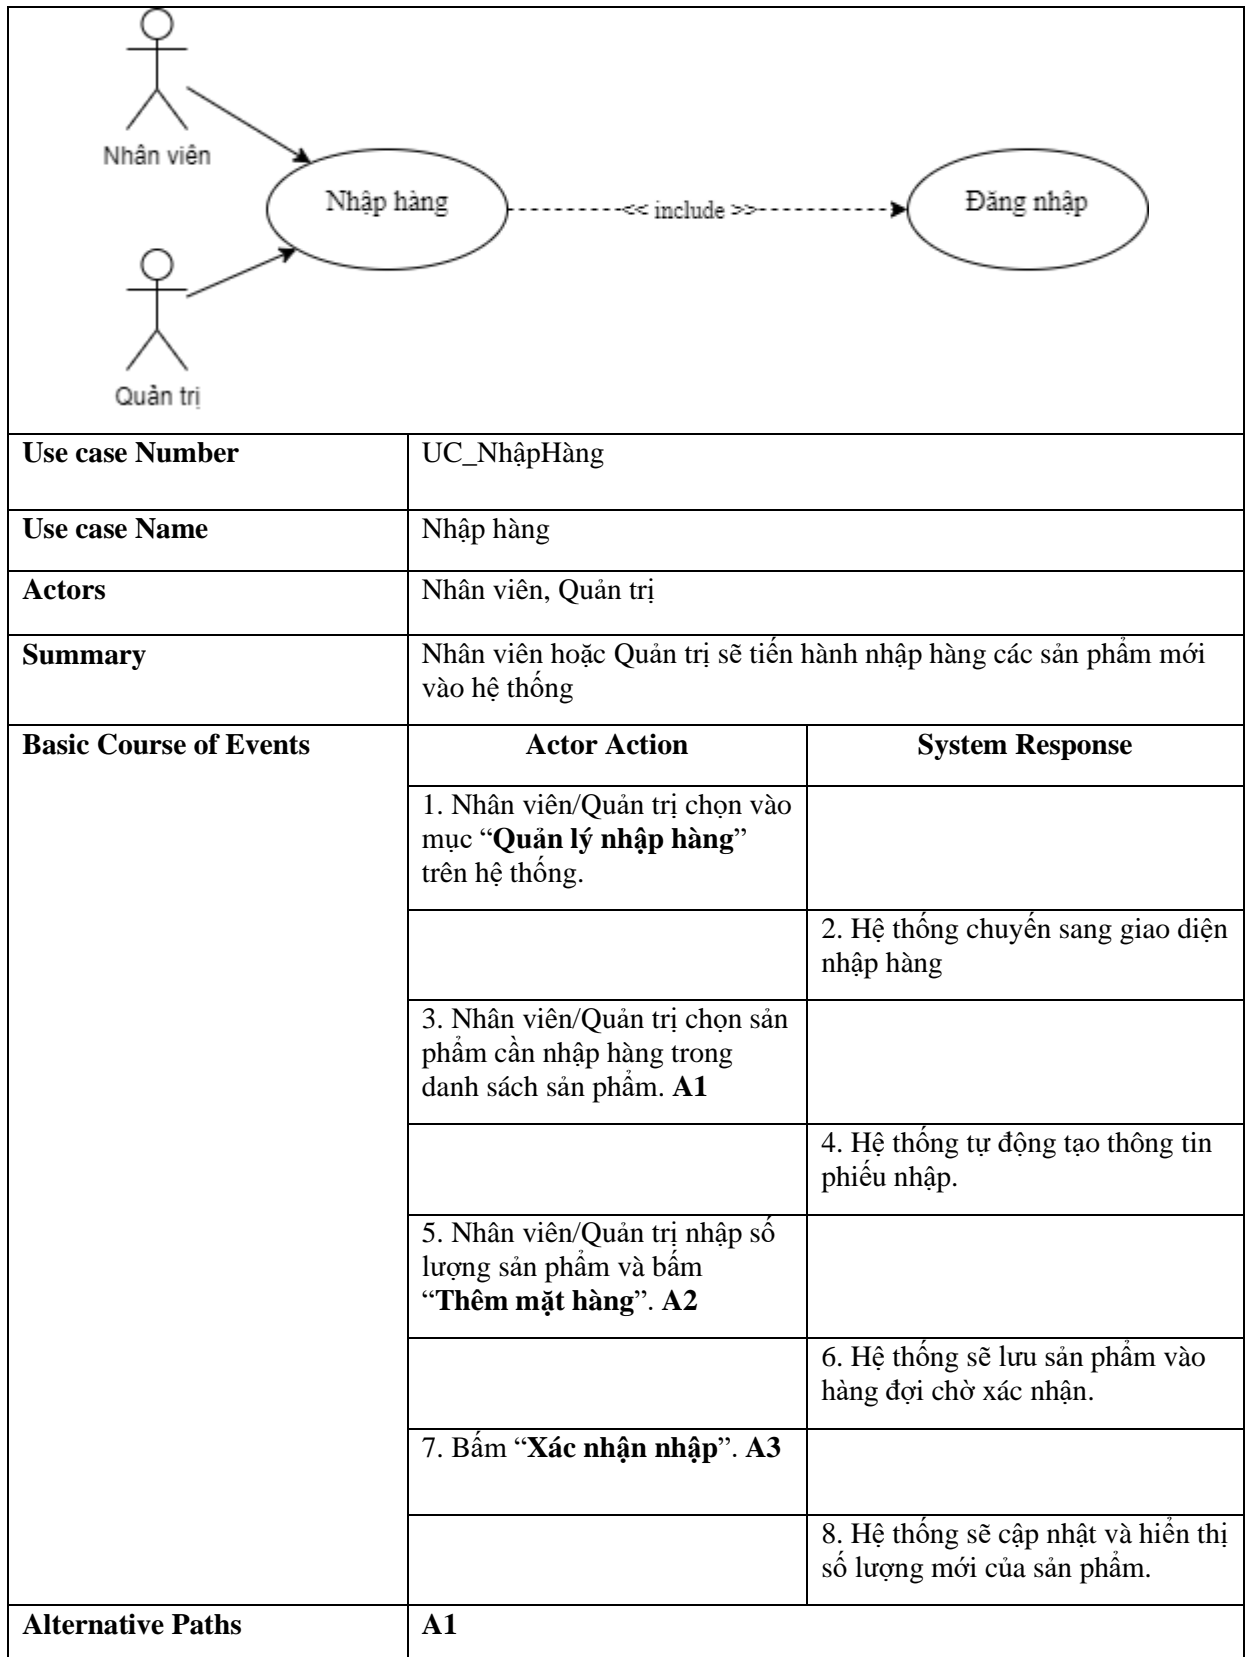 Nhân viên
Nhập hàng
<< include >>
Đăng nhập
Quản trị
Use case Number
UC_NhậpHàng
Use case Name
Nhập hàng
Actors
Nhân viên, Quản trị
Summary
Nhân viên hoặc Quản trị sẽ tiến hành nhập hàng các sản phẩm mới
vào hệ thống
Basic Course of Events
Actor Action
System Response
1. Nhân viên/Quản trị chọn vào
mục “Quản lý nhập hàng”
trên hệ thống.
2. Hệ thống chuyển sang giao diện
nhập hàng
3. Nhân viên/Quản trị chọn sản
phẩm cần nhập hàng trong
danh sách sản phẩm. A1
4. Hệ thống tự động tạo thông tin
phiếu nhập.
5. Nhân viên/Quản trị nhập số
lượng sản phẩm và bấm
“Thêm mặt hàng”. A2
6. Hệ thống sẽ lưu sản phẩm vào
hàng đợi chờ xác nhận.
7. Bấm “Xác nhận nhập”. A3
8. Hệ thống sẽ cập nhật và hiển thị
số lượng mới của sản phẩm.
Alternative Paths
A1